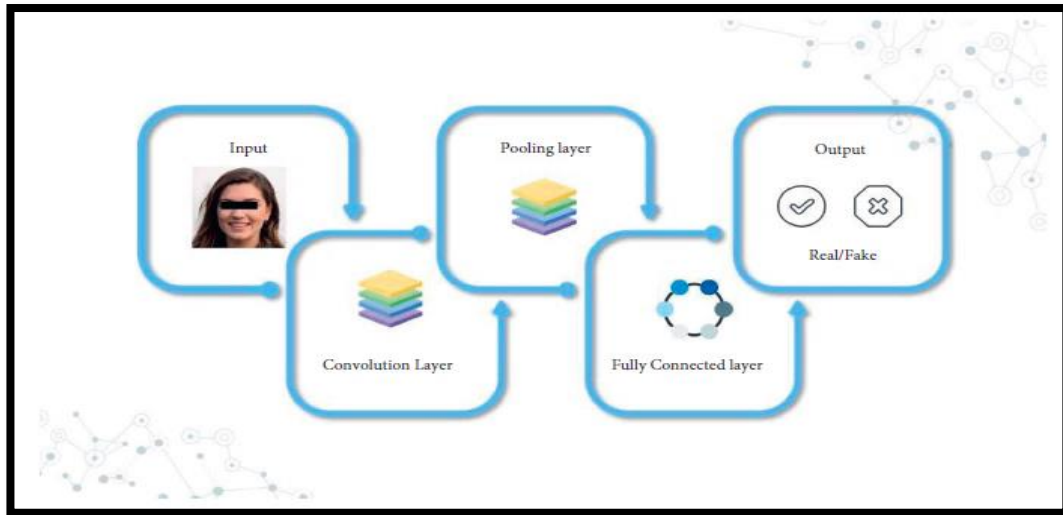 Input
Convolution Layer
Pooling layer
Fully Connected layer
Output
Real/Fake